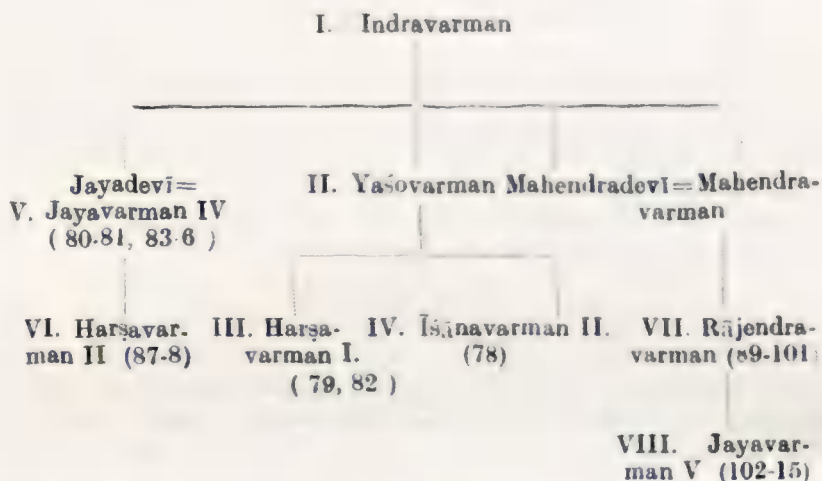 I. Indravarman
Jayadevī=
V. Jayavarman IV
( 80-81, 83-6 )
II. Yaśovarman Mahendradevī= Mahendra-
varman
VI. Harṣavar-
man II (87-8)
III. Harṣa-
varman I.
( 79, 82 )
IV. Īśānavarman II.
(78)
VII. Rājendra-
varman (89-101)
VIII. Jayavar-
man V (102-15)